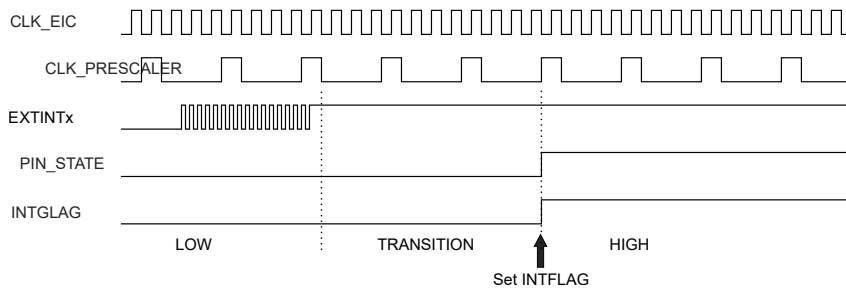 CLK_EIC
CLK_PRESCALER
EXTINTx
PIN_STATE
INTGLAG
LOW TRANSITION HIGH
Set INTFLAG